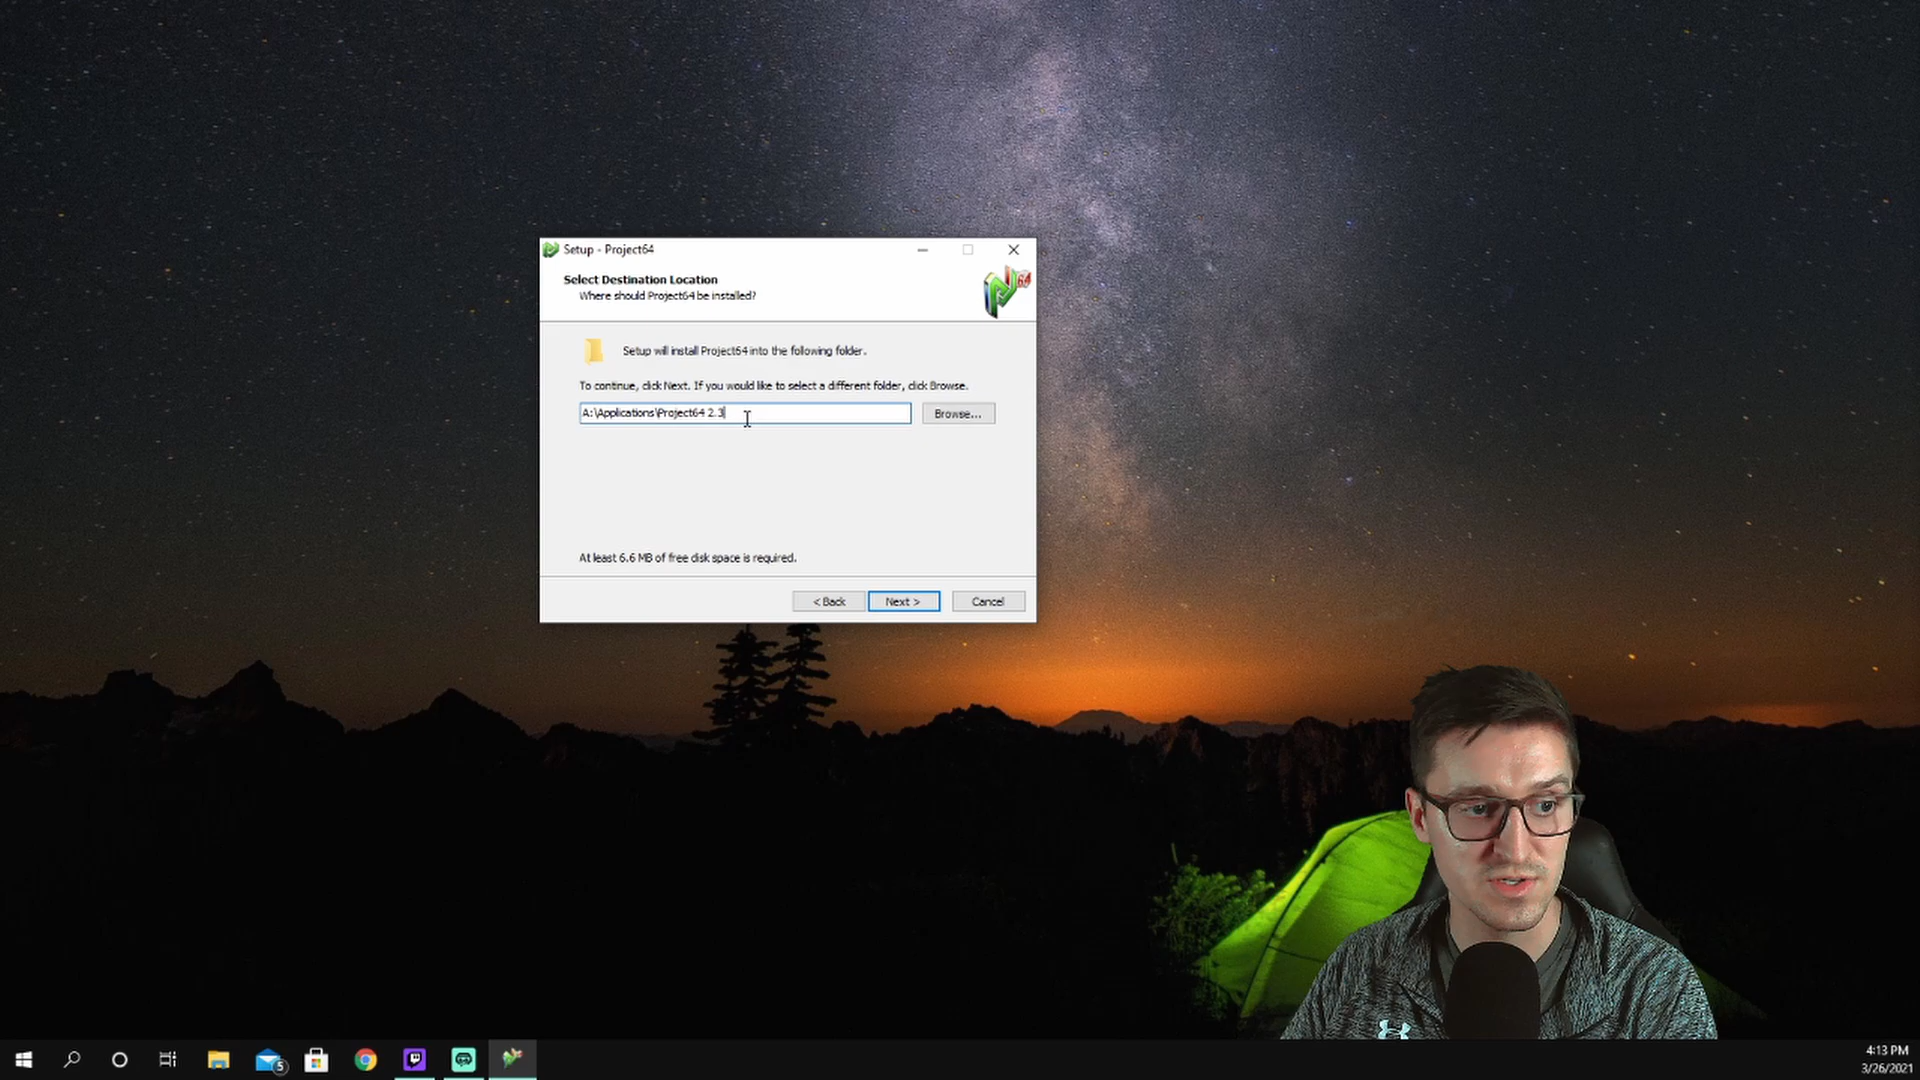 Setup - Project64
Select Destination Location
Where should Project64 be installed?
64
Setup will install Project64 into the following folder.
To continue, click Next. If you would like to select a different folder, click Browse.
A:\Applications\Project64 2.3
Browse...
At least 6.6 MB of free disk space is required.
< Back
Next >
Cancel
5
4:13 PM
3/26/2021